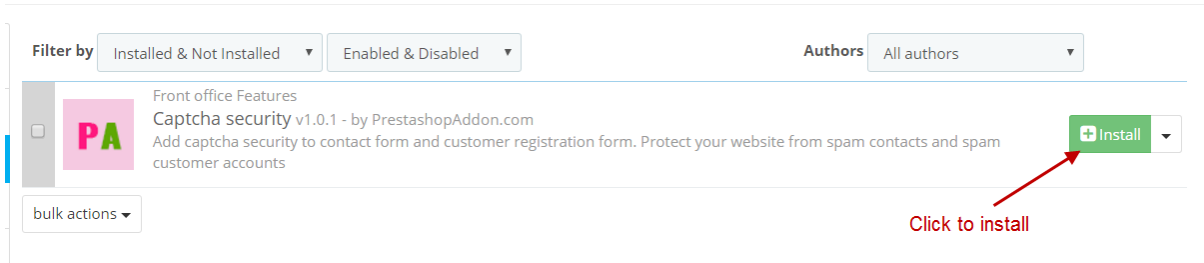 Filter by Installed & Not Installed Enabled & Disabled Authors All authors
Front office Features
PA Captcha security v1.0.1 - by PrestashopAddon.com
Add captcha security to contact form and customer registration form. Protect your website from spam contacts and spam
customer accounts
Install
bulk actions
Click to install